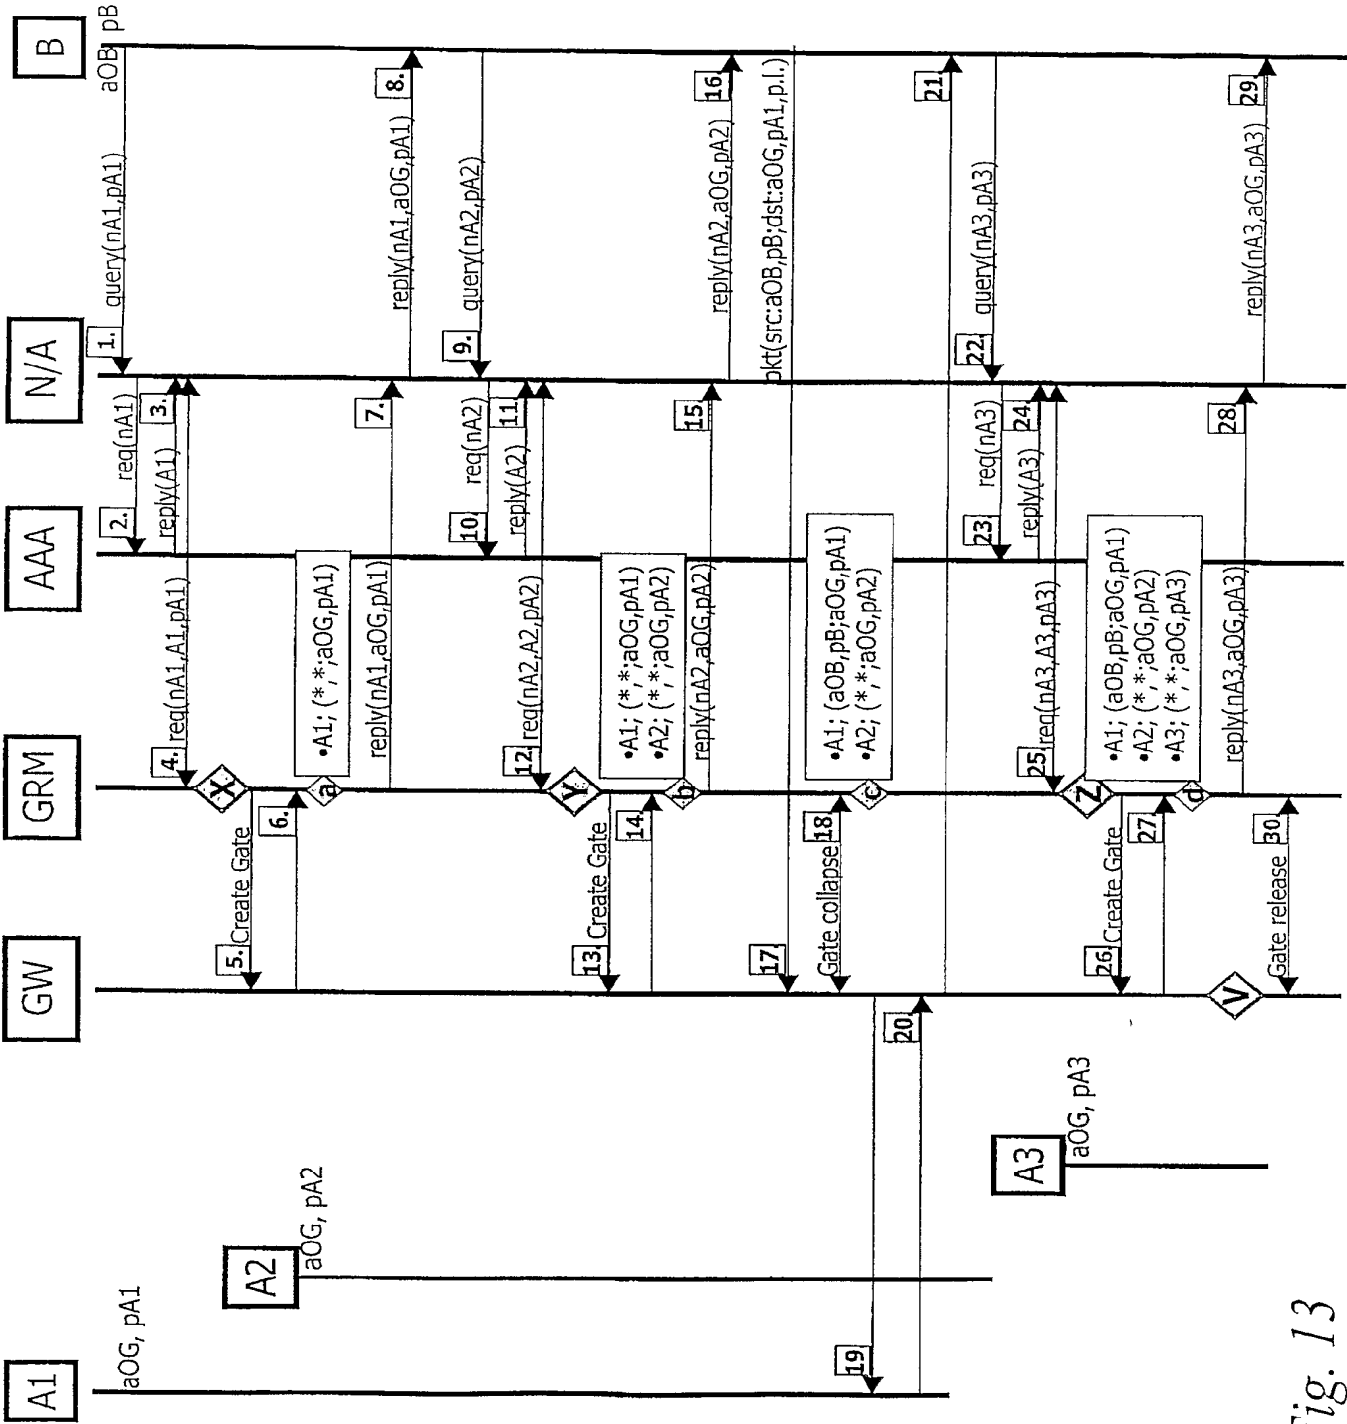 A1
A2
A3
GW
GRM
AAA
N/A
B
aOG, pA1
aOG, pA2
aOG, pA3
aOB, pB
1. query(nA1,pA1)
2. req(nA1)
3. reply(A1)
4. req(nA1,A1,pA1)
X
5. Create Gate
6.
a
•A1; (*,*;aOG,pA1)
7. reply(nA1,aOG,pA1)
8. reply(nA1,aOG,pA1)
9. query(nA2,pA2)
10. req(nA2)
11. reply(A2)
12. req(nA2,A2,pA2)
Y
13. Create Gate
14.
b
•A1; (*,*;aOG,pA1)
•A2; (*,*;aOG,pA2)
15. reply(nA2,aOG,pA2)
16. reply(nA2,aOG,pA2)
17. pkt(src:aOB,pB;dst:aOG,pA1,p.l.)
18. Gate collapse
c
•A1; (aOB,pB;aOG,pA1)
•A2; (*,*;aOG,pA2)
19
20.
21.
22. query(nA3,pA3)
23. req(nA3)
24. reply(A3)
25. req(nA3,A3,pA3)
Z
26. Create Gate
27.
d
•A1; (aOB,pB;aOG,pA1)
•A2; (*,*;aOG,pA2)
•A3; (*,*;aOG,pA3)
28. reply(nA3,aOG,pA3)
29. reply(nA3,aOG,pA3)
V
30. Gate release
Fig. 13